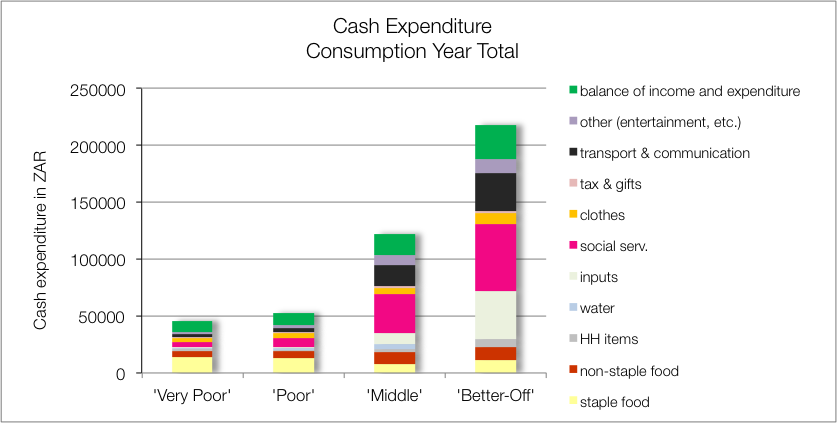 Cash Expenditure
Consumption Year Total
Cash expenditure in ZAR
250000
200000
150000
100000
50000
0
'Very Poor'
'Poor'
'Middle'
'Better-Off'
balance of income and expenditure
other (entertainment, etc.)
transport & communication
tax & gifts
clothes
social serv.
inputs
water
HH items
non-staple food
staple food